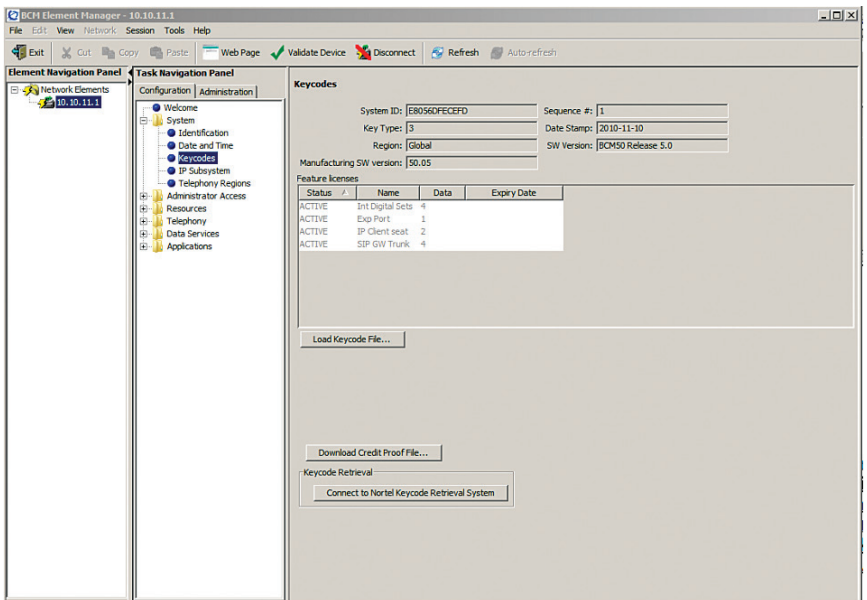 BCM Element Manager - 10.10.11.1
File Edit View Network Session Tools Help
Exit Cut Copy Paste Web Page Validate Device Disconnect Refresh Auto-refresh
Element Navigation Panel
Network Elements
10.10.11.1
Task Navigation Panel
Configuration Administration
Welcome
System
Identification
Date and Time
Keycodes
IP Subsystem
Telephony Regions
Administrator Access
Resources
Telephony
Data Services
Applications
Keycodes
System ID: E8056DFECEFD Sequence #: 1
Key Type: 3 Date Stamp: 2010-11-10
Region: Global SW Version: BCM50 Release 5.0
Manufacturing SW version: 50.05
Feature licenses
Status Name Data Expiry Date
ACTIVE Int Digital Sets 4
ACTIVE Exp Port 1
ACTIVE IP Client seat 2
ACTIVE SIP GW Trunk 4
Load Keycode File...
Download Credit Proof File...
Keycode Retrieval
Connect to Nortel Keycode Retrieval System